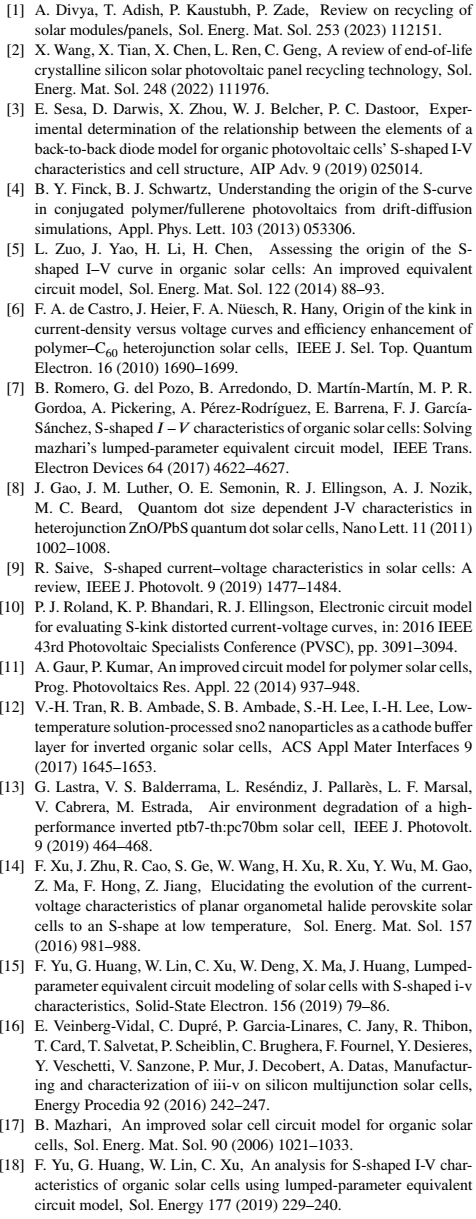 [1] A. Divya, T. Adish, P. Kaustubh, P. Zade, Review on recycling of
solar modules/panels, Sol. Energ. Mat. Sol. 253 (2023) 112151.
[2] X. Wang, X. Tian, X. Chen, L. Ren, C. Geng, A review of end-of-life
crystalline silicon solar photovoltaic panel recycling technology, Sol.
Energ. Mat. Sol. 248 (2022) 111976.
[3] E. Sesa, D. Darwis, X. Zhou, W. J. Belcher, P. C. Dastoor, Exper-
imental determination of the relationship between the elements of a
back-to-back diode model for organic photovoltaic cells' S-shaped I-V
characteristics and cell structure, AIP Adv. 9 (2019) 025014.
[4] B. Y. Finck, B. J. Schwartz, Understanding the origin of the S-curve
in conjugated polymer/fullerene photovoltaics from drift-diffusion
simulations, Appl. Phys. Lett. 103 (2013) 053306.
[5] L. Zuo, J. Yao, H. Li, H. Chen, Assessing the origin of the S-
shaped I–V curve in organic solar cells: An improved equivalent
circuit model, Sol. Energ. Mat. Sol. 122 (2014) 88–93.
[6] F. A. de Castro, J. Heier, F. A. Nüesch, R. Hany, Origin of the kink in
current-density versus voltage curves and efficiency enhancement of
polymer–C60 heterojunction solar cells, IEEE J. Sel. Top. Quantum
Electron. 16 (2010) 1690–1699.
[7] B. Romero, G. del Pozo, B. Arredondo, D. Martín-Martín, M. P. R.
Gordoa, A. Pickering, A. Pérez-Rodríguez, E. Barrena, F. J. García-
Sánchez, S-shaped I – V characteristics of organic solar cells: Solving
mazhari's lumped-parameter equivalent circuit model, IEEE Trans.
Electron Devices 64 (2017) 4622–4627.
[8] J. Gao, J. M. Luther, O. E. Semonin, R. J. Ellingson, A. J. Nozik,
M. C. Beard, Quantom dot size dependent J-V characteristics in
heterojunction ZnO/PbS quantum dot solar cells, Nano Lett. 11 (2011)
1002–1008.
[9] R. Saive, S-shaped current–voltage characteristics in solar cells: A
review, IEEE J. Photovolt. 9 (2019) 1477–1484.
[10] P. J. Roland, K. P. Bhandari, R. J. Ellingson, Electronic circuit model
for evaluating S-kink distorted current-voltage curves, in: 2016 IEEE
43rd Photovoltaic Specialists Conference (PVSC), pp. 3091–3094.
[11] A. Gaur, P. Kumar, An improved circuit model for polymer solar cells,
Prog. Photovoltaics Res. Appl. 22 (2014) 937–948.
[12] V.-H. Tran, R. B. Ambade, S. B. Ambade, S.-H. Lee, I.-H. Lee, Low-
temperature solution-processed sno2 nanoparticles as a cathode buffer
layer for inverted organic solar cells, ACS Appl Mater Interfaces 9
(2017) 1645–1653.
[13] G. Lastra, V. S. Balderrama, L. Reséndiz, J. Pallarès, L. F. Marsal,
V. Cabrera, M. Estrada, Air environment degradation of a high-
performance inverted ptb7-th:pc70bm solar cell, IEEE J. Photovolt.
9 (2019) 464–468.
[14] F. Xu, J. Zhu, R. Cao, S. Ge, W. Wang, H. Xu, R. Xu, Y. Wu, M. Gao,
Z. Ma, F. Hong, Z. Jiang, Elucidating the evolution of the current-
voltage characteristics of planar organometal halide perovskite solar
cells to an S-shape at low temperature, Sol. Energ. Mat. Sol. 157
(2016) 981–988.
[15] F. Yu, G. Huang, W. Lin, C. Xu, W. Deng, X. Ma, J. Huang, Lumped-
parameter equivalent circuit modeling of solar cells with S-shaped i-v
characteristics, Solid-State Electron. 156 (2019) 79–86.
[16] E. Veinberg-Vidal, C. Dupré, P. Garcia-Linares, C. Jany, R. Thibon,
T. Card, T. Salvetat, P. Scheiblin, C. Brughera, F. Fournel, Y. Desieres,
Y. Veschetti, V. Sanzone, P. Mur, J. Decobert, A. Datas, Manufactur-
ing and characterization of iii-v on silicon multijunction solar cells,
Energy Procedia 92 (2016) 242–247.
[17] B. Mazhari, An improved solar cell circuit model for organic solar
cells, Sol. Energ. Mat. Sol. 90 (2006) 1021–1033.
[18] F. Yu, G. Huang, W. Lin, C. Xu, An analysis for S-shaped I-V char-
acteristics of organic solar cells using lumped-parameter equivalent
circuit model, Sol. Energy 177 (2019) 229–240.